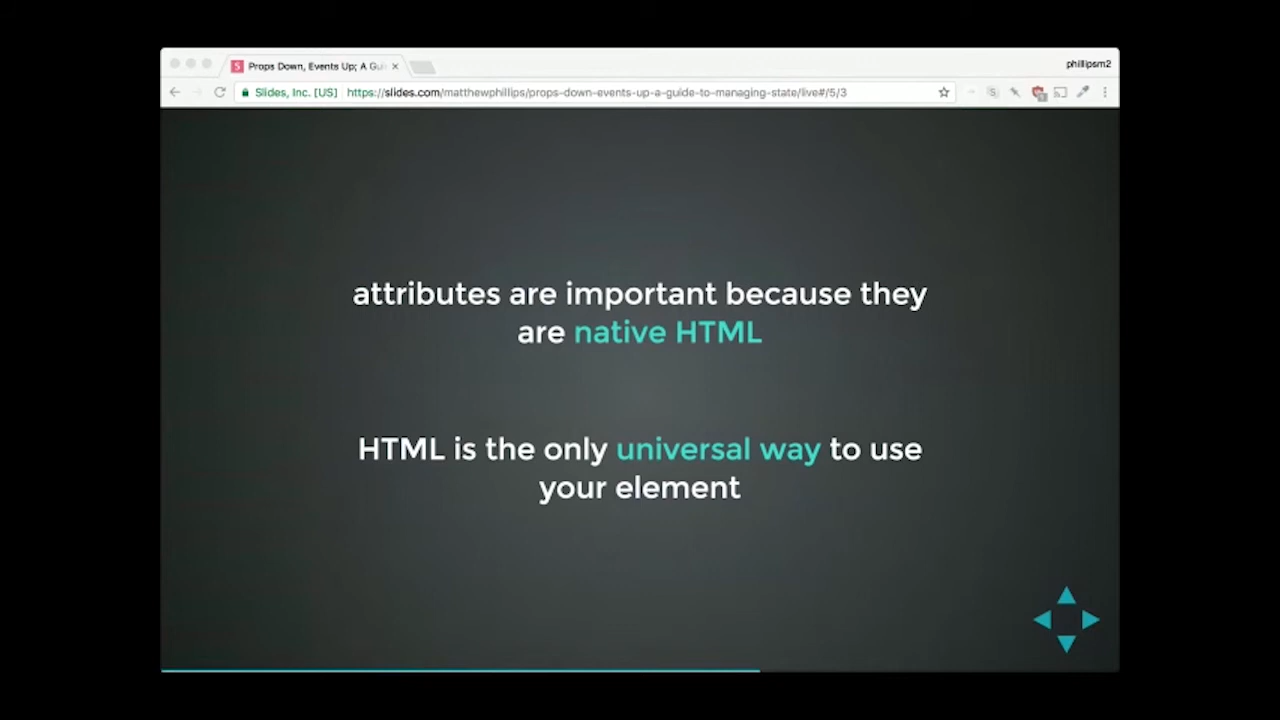 Props Down, Events Up; A Gui
phillipsm2
Slides, Inc. [US] https://slides.com/matthewphillips/props-down-events-up-a-guide-to-managing-state/live#/5/3
attributes are important because they
are native HTML
HTML is the only universal way to use
your element